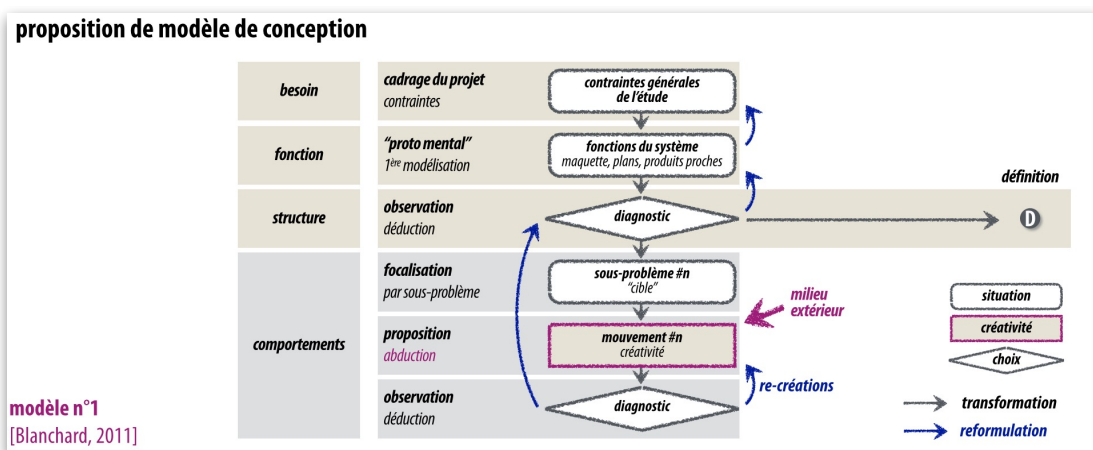 proposition de modèle de conception
besoin
cadrage du projet
contraintes
contraintes générales
de l'étude
fonction
"proto mental"
1ère modélisation
fonctions du système
maquette, plans, produits proches
définition
structure
observation
déduction
diagnostic
D
comportements
focalisation
par sous-problème
sous-problème #n
"cible"
milieu
extérieur
proposition
abduction
mouvement #n
créativité
observation
déduction
diagnostic
re-créations
situation
créativité
choix
transformation
reformulation
modèle n°1
[Blanchard, 2011]